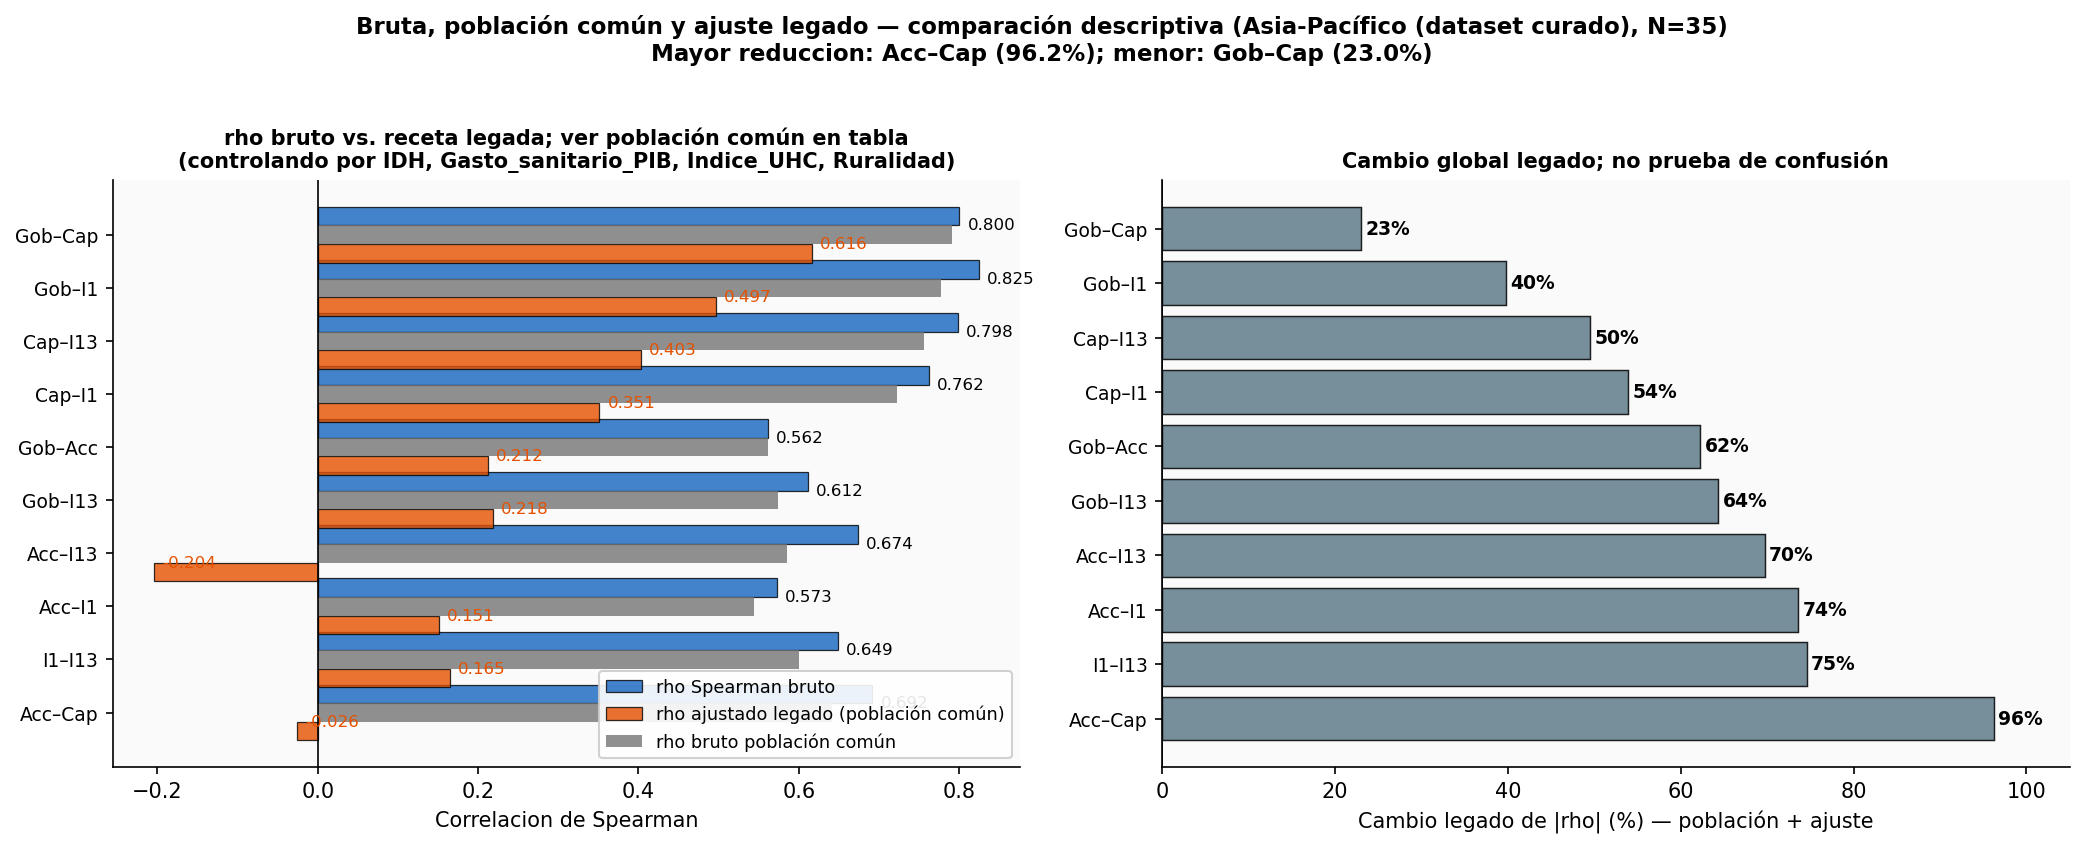 Bruta, población común y ajuste legado — comparación descriptiva (Asia-Pacífico (dataset curado), N=35)
Mayor reduccion: Acc–Cap (96.2%); menor: Gob–Cap (23.0%)
rho bruto vs. receta legada; ver población común en tabla
(controlando por IDH, Gasto_sanitario_PIB, Indice_UHC, Ruralidad)
Gob–Cap
0.800
0.616
Gob–I1
0.825
0.497
Cap–I13
0.798
0.403
Cap–I1
0.762
0.351
Gob–Acc
0.562
0.212
Gob–I13
0.612
0.218
Acc–I13
0.674
-0.204
Acc–I1
0.573
0.151
I1–I13
0.649
0.165
Acc–Cap
0.692
-0.026
rho Spearman bruto
rho ajustado legado (población común)
rho bruto población común
−0.2
0.0
0.2
0.4
0.6
0.8
Correlacion de Spearman
Cambio global legado; no prueba de confusión
Gob–Cap
23%
Gob–I1
40%
Cap–I13
50%
Cap–I1
54%
Gob–Acc
62%
Gob–I13
64%
Acc–I13
70%
Acc–I1
74%
I1–I13
75%
Acc–Cap
96%
0
20
40
60
80
100
Cambio legado de |rho| (%) — población + ajuste